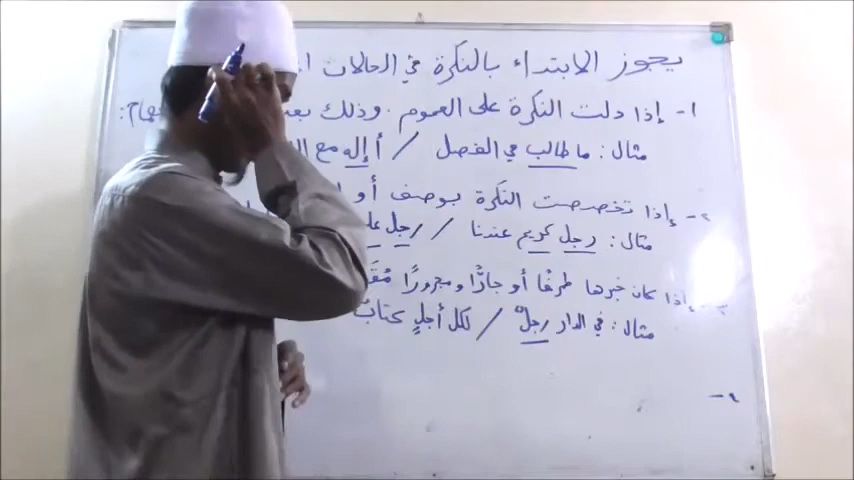 يجوز الابتداء بالنكرة في الحالات
١- إذا دلت النكرة على العموم. وذلك
مثال: ما طالب في الفصل / أإله مع
٢- إذا تخصصت النكرة بوصف أو
مثال: رجل كريم عندنا / رجل
٣- إذا كان خبرها ظرفًا أو جارًّا ومجرورًا
مثال: في الدار رجلٌ / لكل أجلٍ كتابٌ
٤-